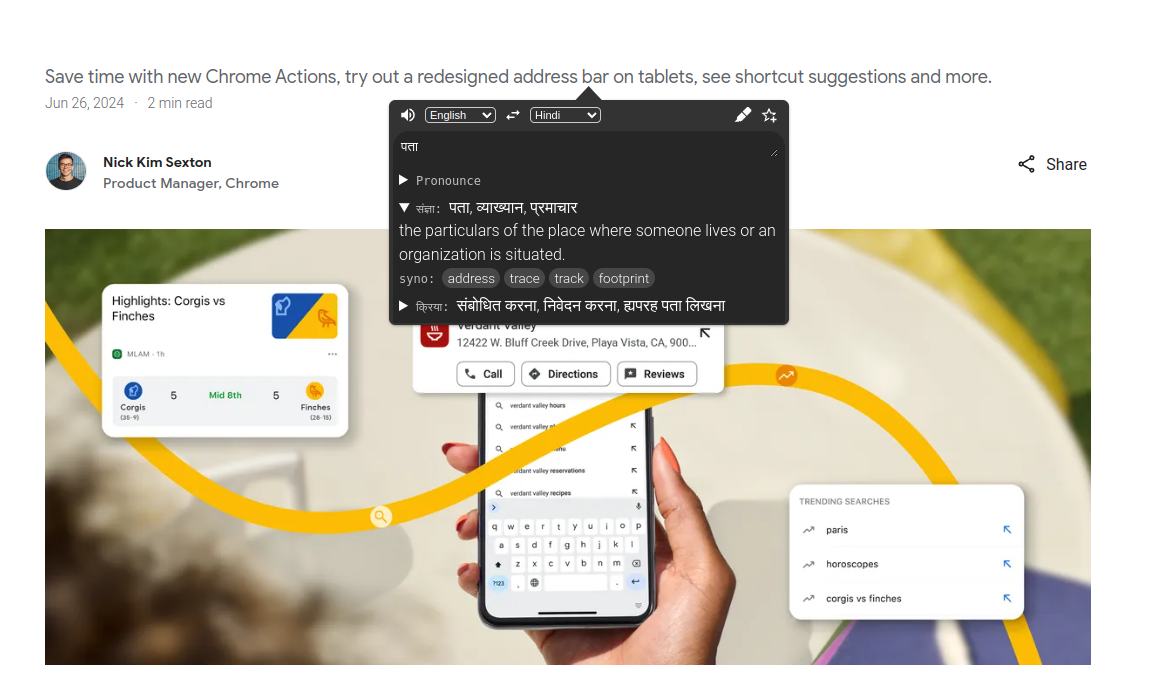 Save time with new Chrome Actions, try out a redesigned address bar on tablets, see shortcut suggestions and more.
Jun 26, 2024 · 2 min read
Nick Kim Sexton
Product Manager, Chrome
Share
English
Hindi
पता
Pronounce
संज्ञा: पता, व्याख्यान, प्रमाचार
the particulars of the place where someone lives or an
organization is situated.
syno: address trace track footprint
क्रिया: संबोधित करना, निवेदन करना, ह्यपरह पता लिखना
Highlights: Corgis vs
Finches
MLAM · 1h
5 Mid 8th 5
Corgis Finches
(35-9) (28-15)
Verdant Valley
12422 W. Bluff Creek Drive, Playa Vista, CA, 900...
Call Directions Reviews
verdant valley hours
verdant valley
verdant valley reservations
verdant valley recipes
q w e r t y u i o p
a s d f g h j k l
z x c v b n m
?123 , .
TRENDING SEARCHES
paris
horoscopes
corgis vs finches